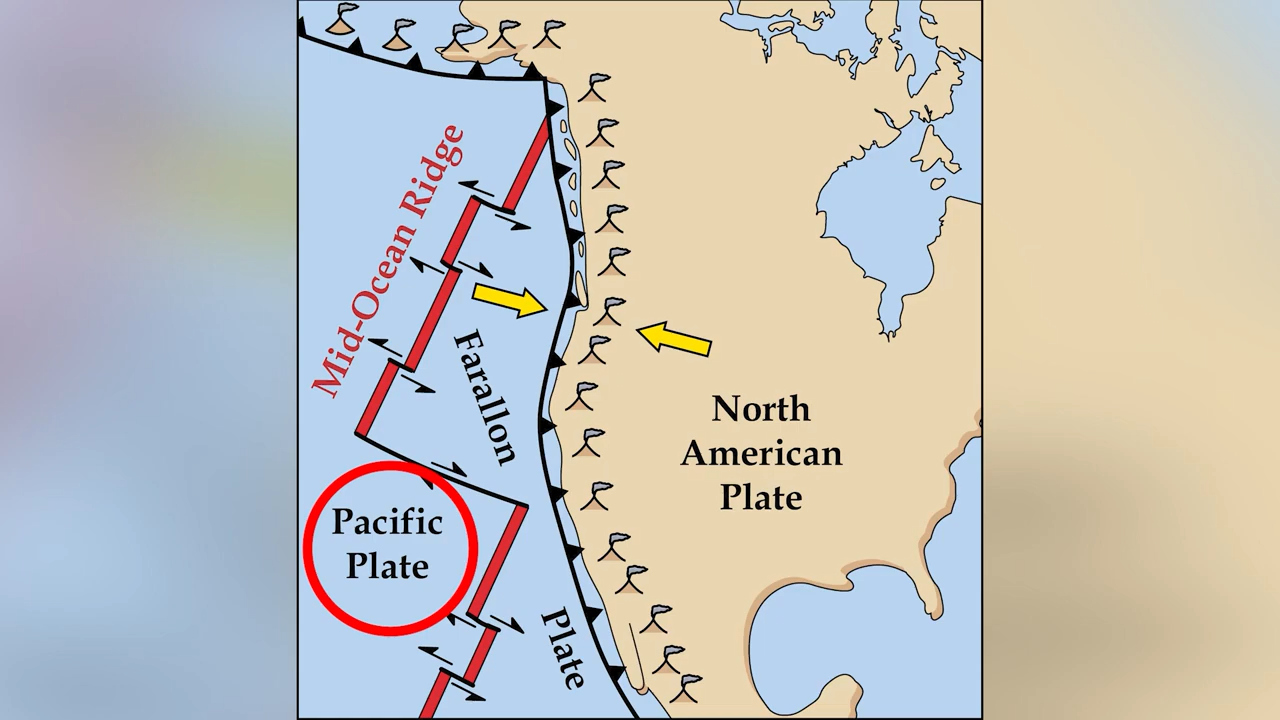 Mid-Ocean Ridge
Farallon
Plate
North
American
Plate
Pacific
Plate